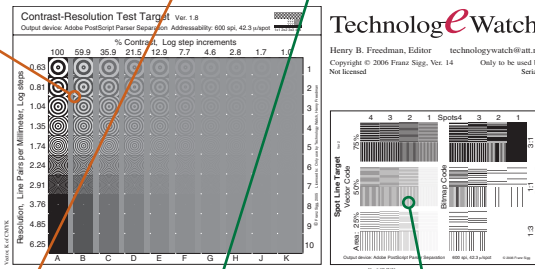 Contrast-Resolution Test Target Ver. 1.8
Output device: Adobe PostScript Parser Separation Addressability: 600 spi, 42.3 µ/spot
% Contrast, Log step increments
100 59.9 35.9 21.5 12.9 7.7 4.6 2.8 1.7 1.0
Resolution, Line Pairs per Millimeter, Log steps
0.63 1
0.81 2
1.04 3
1.35 4
1.74 5
2.24 6
2.91 7
3.76 8
4.85 9
6.25 10
A B C D E F G H J K
TechnologeWatch
Henry B. Freedman, Editor technologywatch@att.n
Copyright © 2006 Franz Sigg, Ver. 14 Only to be used b
Not licensed Seria
4 3 2 1 Spots4 3 2 1
Spot Line Target
Vector Code
Bitmap Code
75% 3:1
50% 1:1
Area: 25% 1:3
Output device: Adobe PostScript Parser Separation 600 spi, 42.3 µ/spot